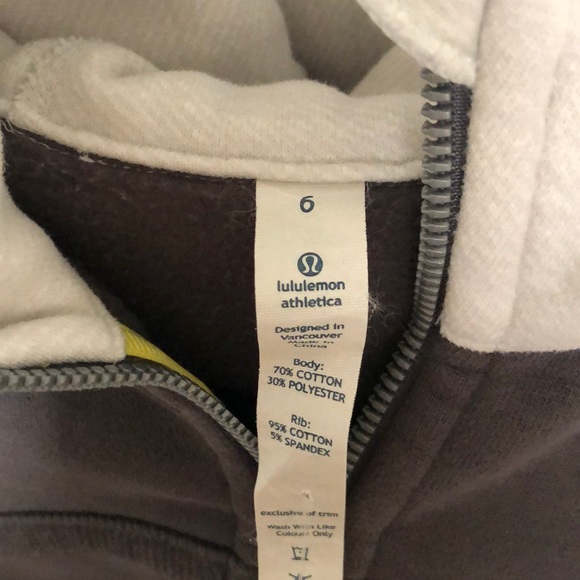 6
lululemon
athletica
Designed in
Vancouver
Made in
China
Body:
70% COTTON
30% POLYESTER
Rib:
95% COTTON
5% SPANDEX
exclusive of trim
Wash With Like
Colours Only